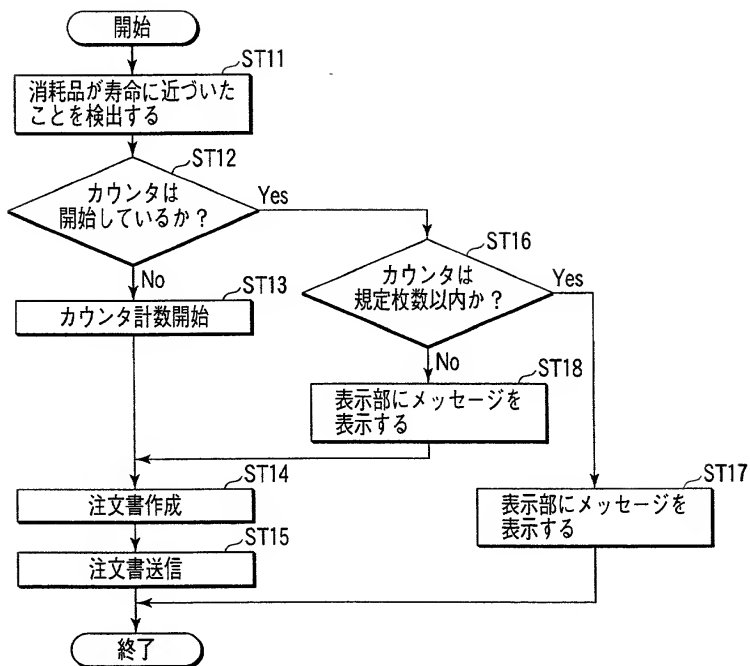 開始
ST11
消耗品が寿命に近づいた
ことを検出する
ST12
カウンタは
開始しているか？
Yes
No
ST13
カウンタ計数開始
ST16
カウンタは
規定枚数以内か？
Yes
No
ST18
表示部にメッセージを
表示する
ST17
表示部にメッセージを
表示する
ST14
注文書作成
ST15
注文書送信
終了